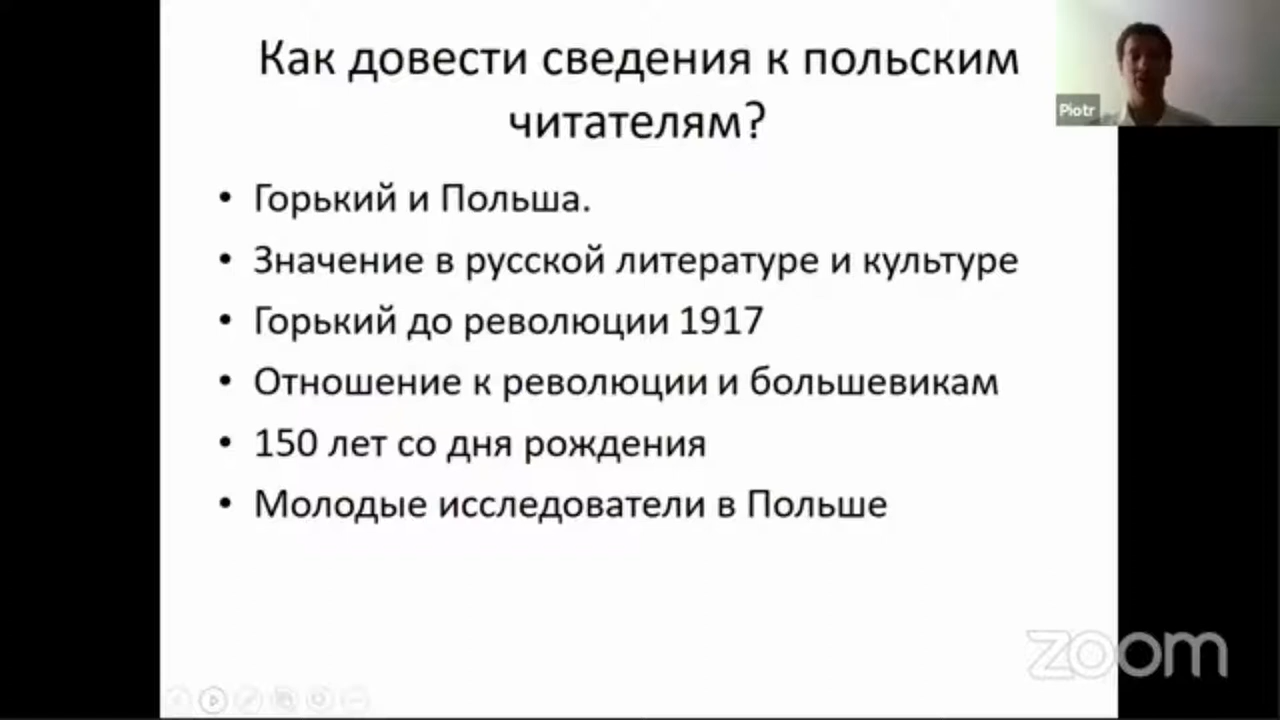 Как довести сведения к польским
читателям?
Piotr
• Горький и Польша.
• Значение в русской литературе и культуре
• Горький до революции 1917
• Отношение к революции и большевикам
• 150 лет со дня рождения
• Молодые исследователи в Польше
zoom